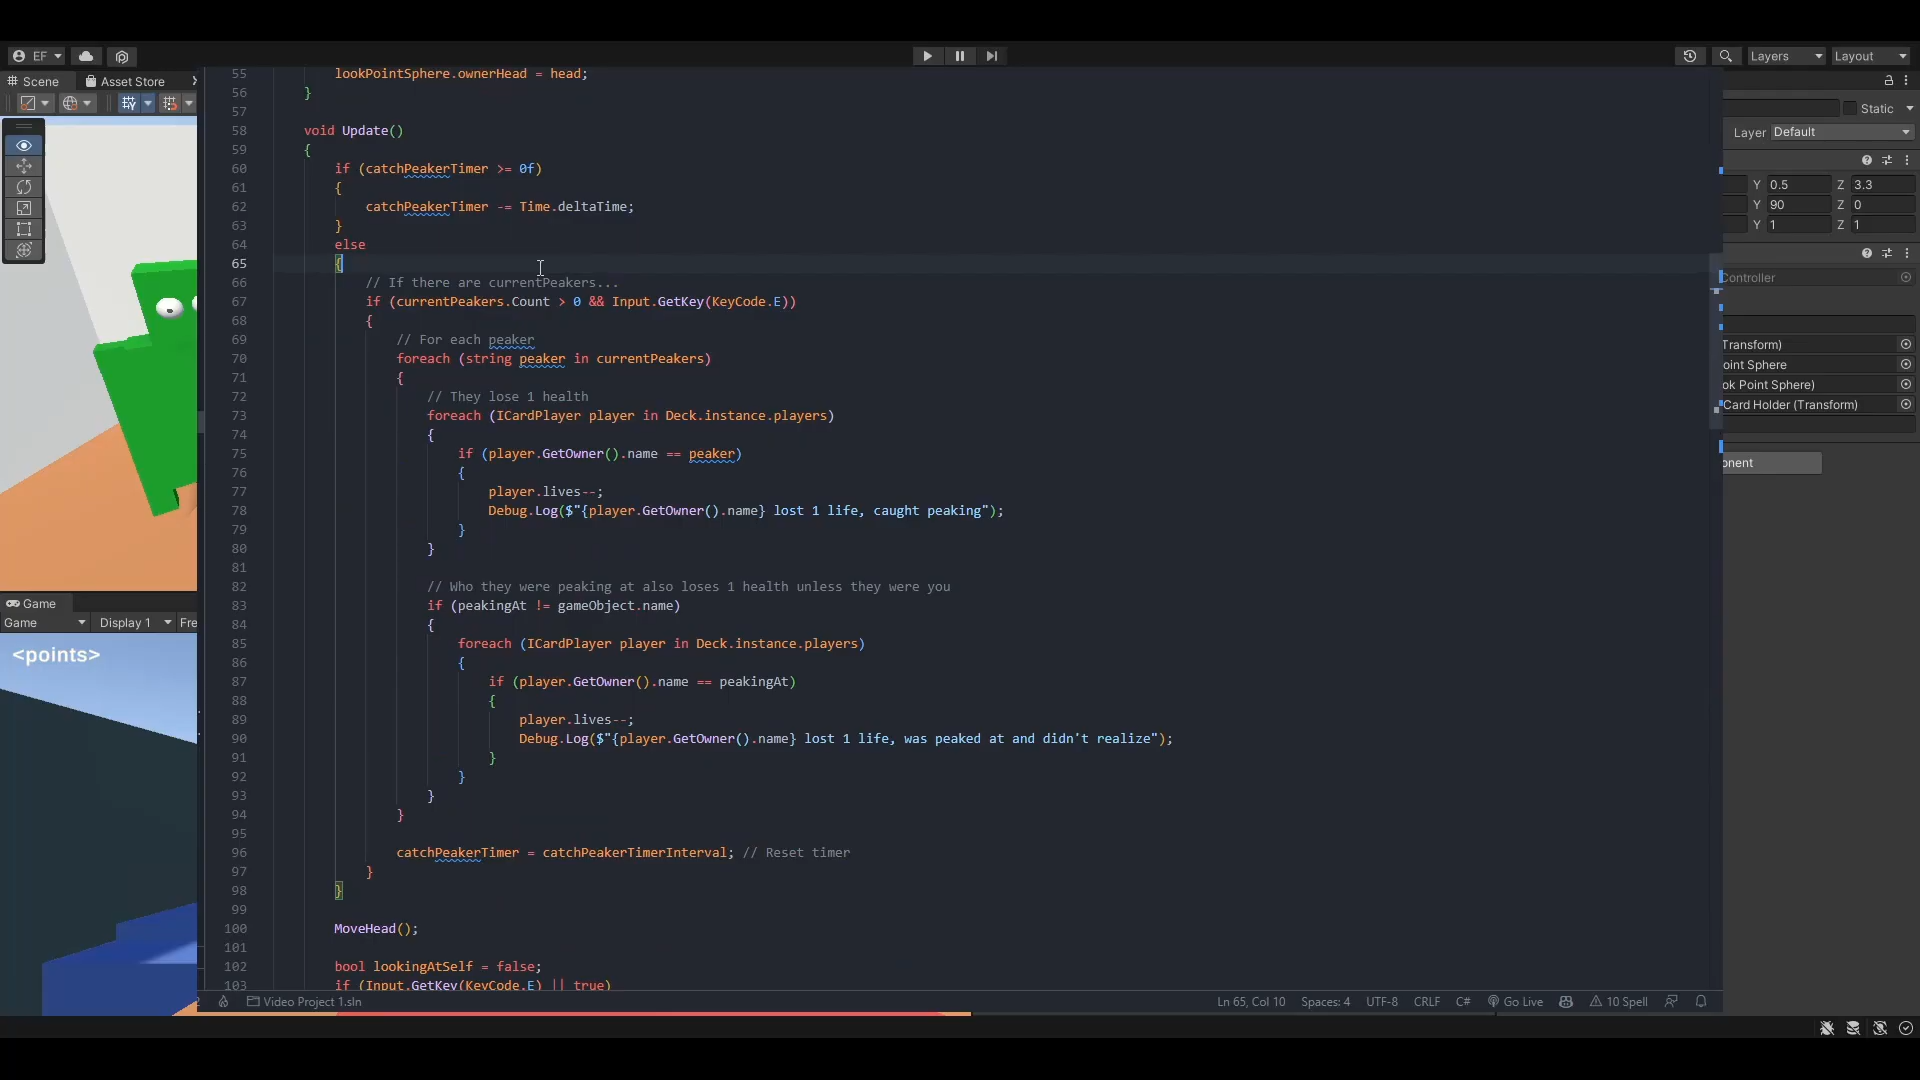 EF
Layers
Layout
Scene
Asset Store
55 lookPointSphere.ownerHead = head;
56 }
57
58 void Update()
59 {
60 if (catchPeakerTimer >= 0f)
61 {
62 catchPeakerTimer -= Time.deltaTime;
63 }
64 else
65 {
66 // If there are currentPeakers...
67 if (currentPeakers.Count > 0 && Input.GetKey(KeyCode.E))
68 {
69 // For each peaker
70 foreach (string peaker in currentPeakers)
71 {
72 // They lose 1 health
73 foreach (ICardPlayer player in Deck.instance.players)
74 {
75 if (player.GetOwner().name == peaker)
76 {
77 player.lives--;
78 Debug.Log($"{player.GetOwner().name} lost 1 life, caught peaking");
79 }
80 }
81
82 // Who they were peaking at also loses 1 health unless they were you
83 if (peakingAt != gameObject.name)
84 {
85 foreach (ICardPlayer player in Deck.instance.players)
86 {
87 if (player.GetOwner().name == peakingAt)
88 {
89 player.lives--;
90 Debug.Log($"{player.GetOwner().name} lost 1 life, was peaked at and didn't realize");
91 }
92 }
93 }
94 }
95
96 catchPeakerTimer = catchPeakerTimerInterval; // Reset timer
97 }
98 }
99
100 MoveHead();
101
102 bool lookingAtSelf = false;
103 if (Input.GetKey(KeyCode.E) || true)
Static
Layer Default
Y 0.5 Z 3.3
Y 90 Z 0
Y 1 Z 1
Controller
Transform)
oint Sphere
ok Point Sphere)
Card Holder (Transform)
onent
Game
Game Display 1 Fre
<points>
Video Project 1.sln
Ln 65, Col 10 Spaces: 4 UTF-8 CRLF C# Go Live 10 Spell